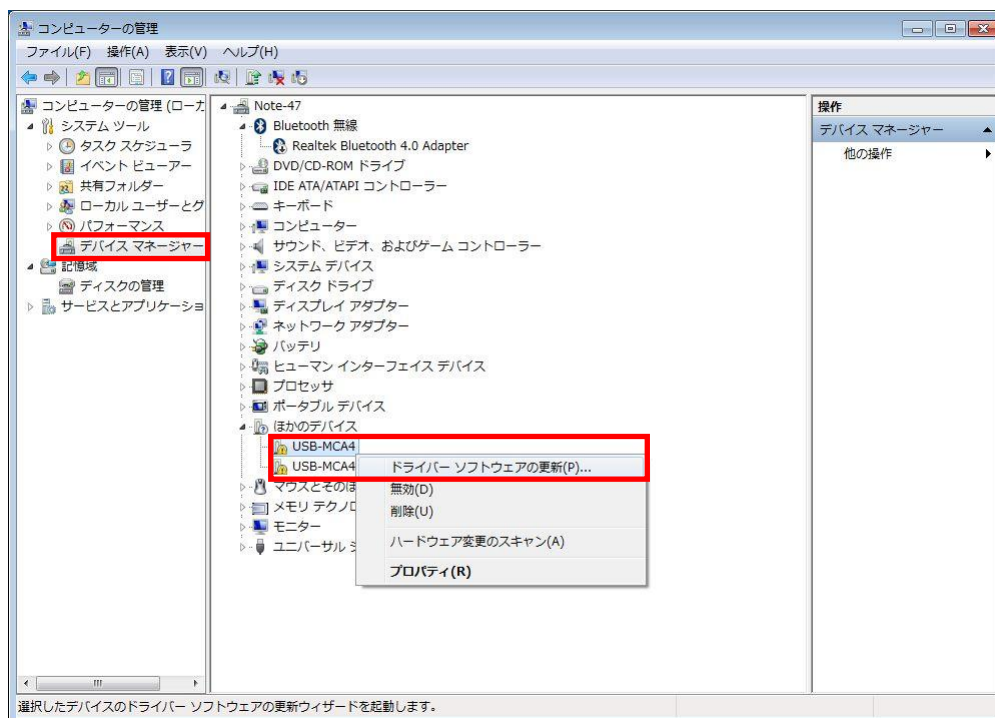 コンピューターの管理
ファイル(F) 操作(A) 表示(V) ヘルプ(H)
コンピューターの管理 (ローカ
システム ツール
タスク スケジューラ
イベント ビューアー
共有フォルダー
ローカル ユーザーとグ
パフォーマンス
デバイス マネージャー
記憶域
ディスクの管理
サービスとアプリケーショ
Note-47
Bluetooth 無線
Realtek Bluetooth 4.0 Adapter
DVD/CD-ROM ドライブ
IDE ATA/ATAPI コントローラー
キーボード
コンピューター
サウンド、ビデオ、およびゲーム コントローラー
システム デバイス
ディスク ドライブ
ディスプレイ アダプター
ネットワーク アダプター
バッテリ
ヒューマン インターフェイス デバイス
プロセッサ
ポータブル デバイス
ほかのデバイス
USB-MCA4
USB-MCA4
マウスとそのほ
メモリ テクノロ
モニター
ユニバーサル シ
ドライバー ソフトウェアの更新(P)...
無効(D)
削除(U)
ハードウェア変更のスキャン(A)
プロパティ(R)
操作
デバイス マネージャー
他の操作
選択したデバイスのドライバー ソフトウェアの更新ウィザードを起動します。